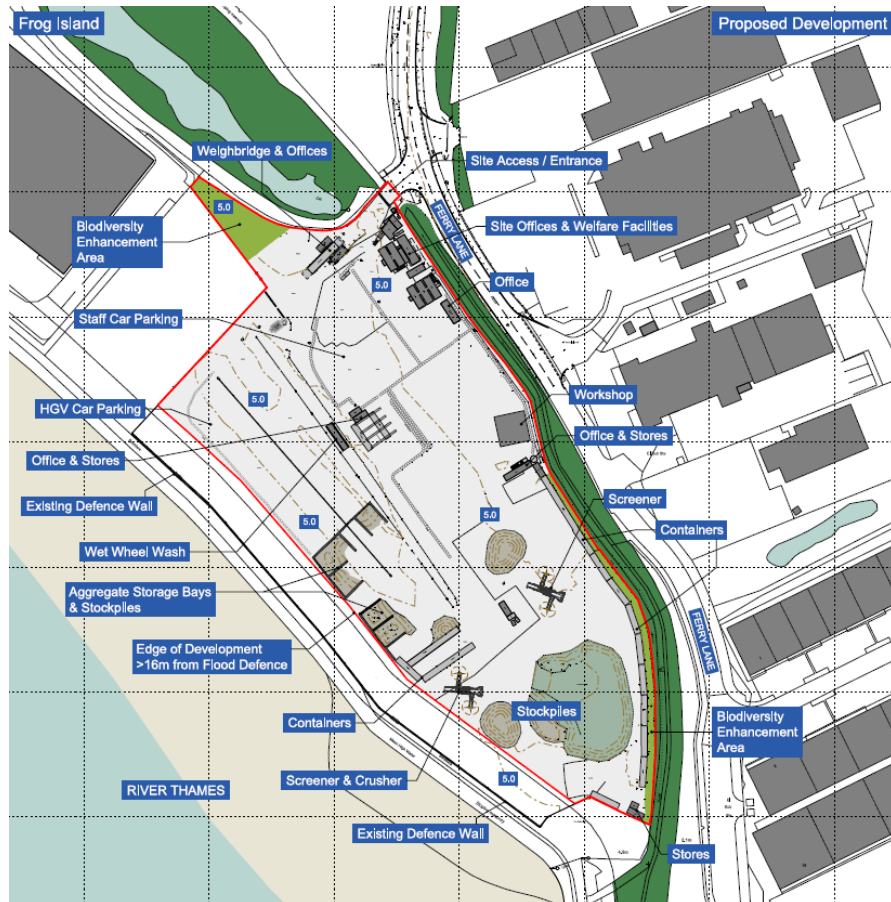 Frog Island
Proposed Development
Weighbridge & Offices
Site Access / Entrance
FERRY LANE
5.0
Biodiversity
Enhancement
Area
Site Offices & Welfare Facilities
5.0
Office
Staff Car Parking
5.0
Workshop
HGV Car Parking
Office & Stores
Office & Stores
Existing Defence Wall
Screener
5.0
5.0
Containers
Wet Wheel Wash
Aggregate Storage Bays
& Stockpiles
Edge of Development
>16m from Flood Defence
FERRY LANE
Stockpiles
Containers
Biodiversity
Enhancement
Area
Screener & Crusher
5.0
RIVER THAMES
Existing Defence Wall
Stores